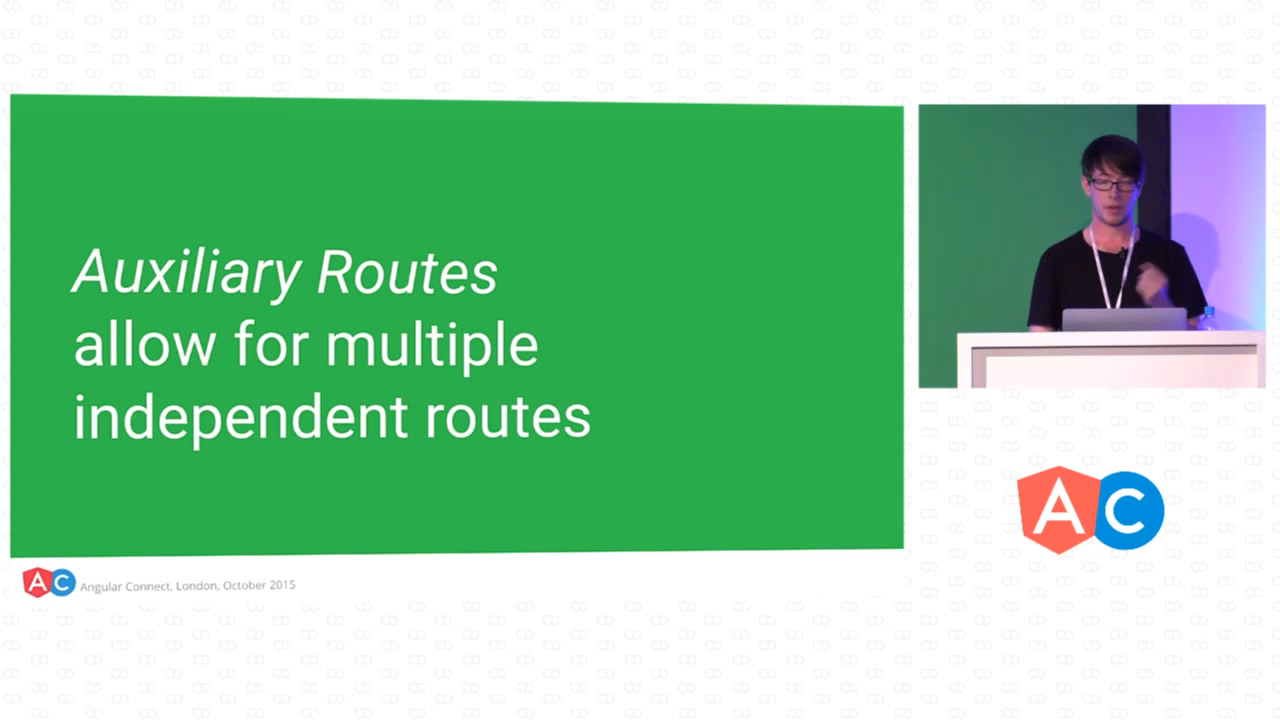 Auxiliary Routes
allow for multiple
independent routes
AC
Angular Connect, London, October 2015
AC